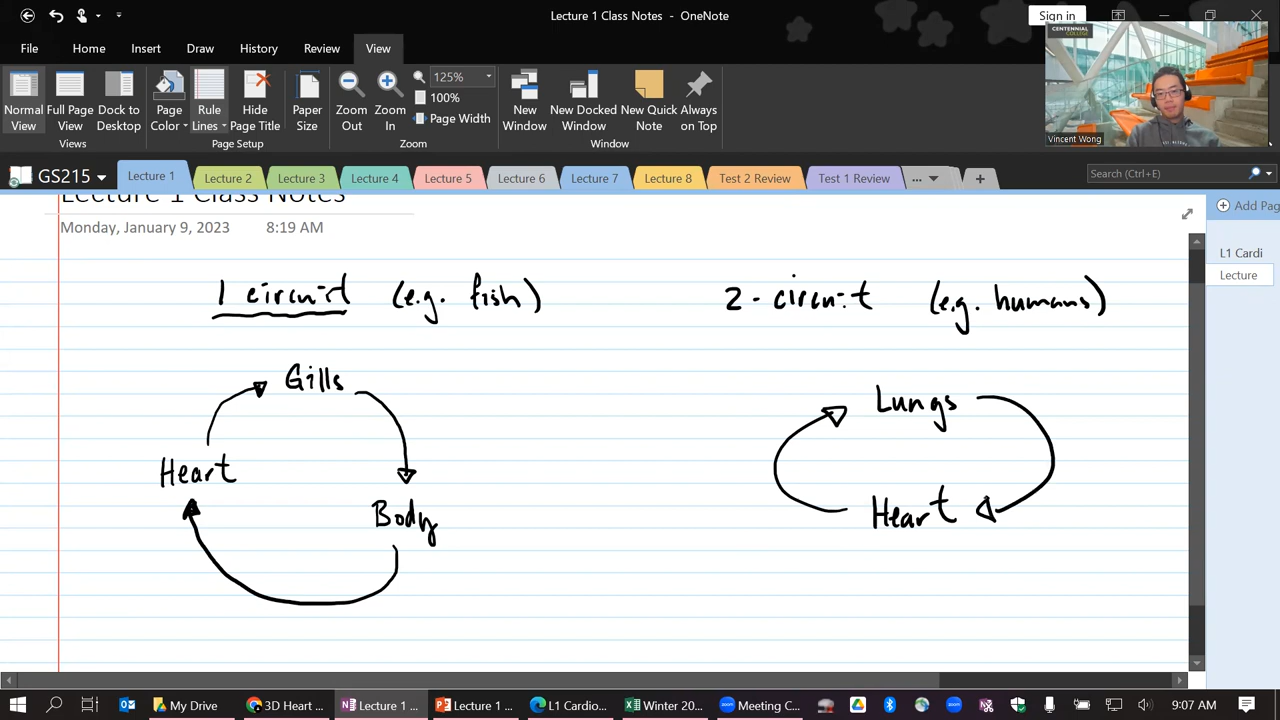 Lecture 1 Class Notes - OneNote
Sign in
File Home Insert Draw History Review View
CENTENNIAL COLLEGE
Vincent Wong
Normal View
Full Page View
Dock to Desktop
Views
Page Color
Rule Lines
Hide Page Title
Paper Size
Page Setup
Zoom Out
Zoom In
125%
100%
Page Width
Zoom
New Window
New Docked Window
New Quick Note
Always on Top
Window
GS215
Lecture 1 Lecture 2 Lecture 3 Lecture 4 Lecture 5 Lecture 6 Lecture 7 Lecture 8 Test 2 Review Test 1 Review ...
Search (Ctrl+E)
Lecture 1 Class Notes
Monday, January 9, 2023 8:19 AM
Add Pag
L1 Cardi
Lecture
1 circuit (e.g. fish)
Gills
Heart
Body
2-circuit (e.g. humans)
Lungs
Heart
My Drive
3D Heart ...
Lecture 1 ...
Lecture 1 ...
Cardio...
Winter 20...
Meeting C...
9:07 AM